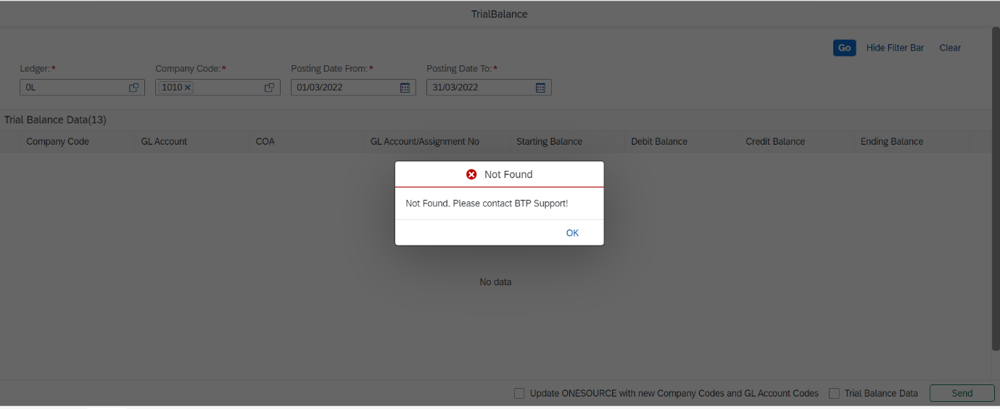 TrialBalance
Go Hide Filter Bar Clear
Ledger:* Company Code:* Posting Date From:* Posting Date To:*
0L 1010 01/03/2022 31/03/2022
Trial Balance Data(13)
Company Code GL Account COA GL Account/Assignment No Starting Balance Debit Balance Credit Balance Ending Balance
Not Found
Not Found. Please contact BTP Support!
OK
No data
Update ONESOURCE with new Company Codes and GL Account Codes Trial Balance Data Send